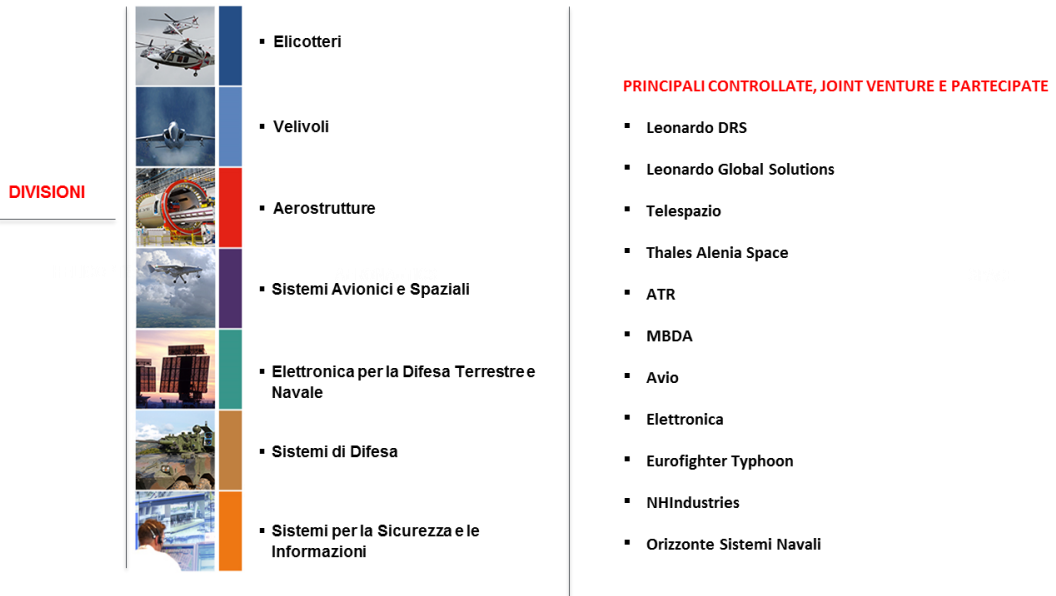 DIVISIONI
▪ Elicotteri
▪ Velivoli
▪ Aerostrutture
▪ Sistemi Avionici e Spaziali
▪ Elettronica per la Difesa Terrestre e
Navale
▪ Sistemi di Difesa
▪ Sistemi per la Sicurezza e le
Informazioni
PRINCIPALI CONTROLLATE, JOINT VENTURE E PARTECIPATE
▪ Leonardo DRS
▪ Leonardo Global Solutions
▪ Telespazio
▪ Thales Alenia Space
▪ ATR
▪ MBDA
▪ Avio
▪ Elettronica
▪ Eurofighter Typhoon
▪ NHIndustries
▪ Orizzonte Sistemi Navali